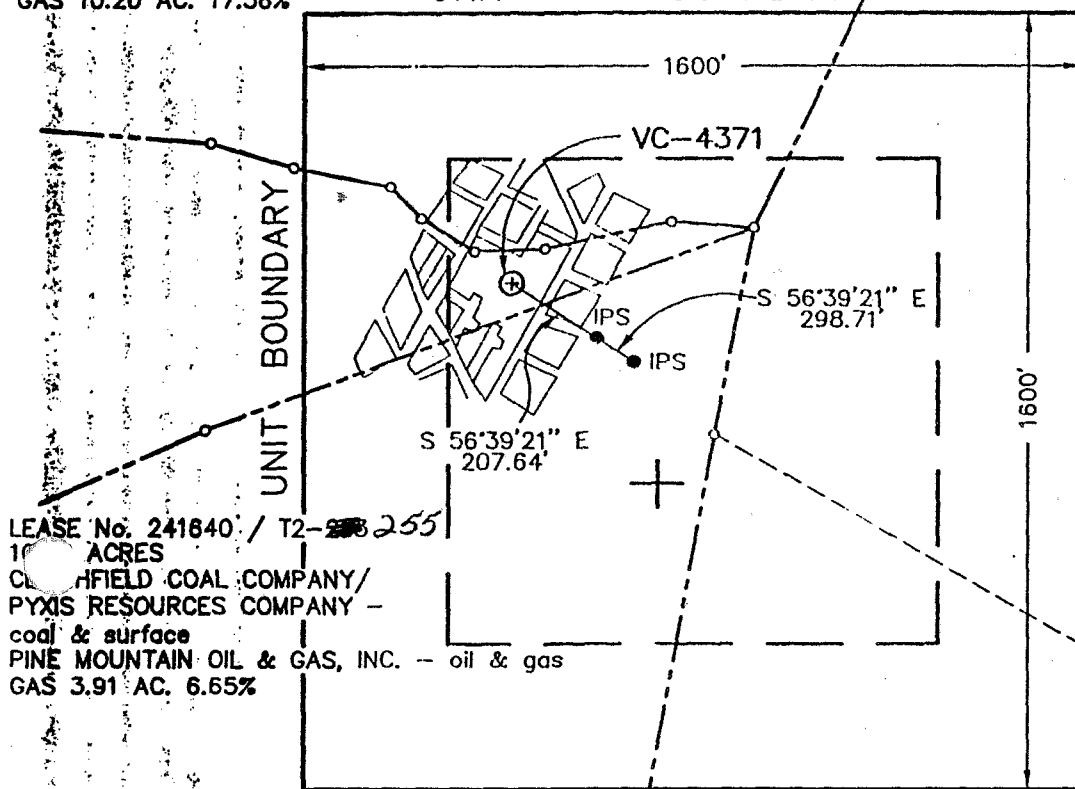 GAS 10.20 AC. 17.38%
1600'
VC-4371
UNIT BOUNDARY
S 56°39'21" E
298.71'
IPS
IPS
1600'
S 56°39'21" E
207.64'
LEASE No. 241640 / T2- 255
ACRES
HFIELD COAL COMPANY/
PYXIS RESOURCES COMPANY –
coal & surface
PINE MOUNTAIN OIL & GAS, INC. – oil & gas
GAS 3.91 AC. 6.65%